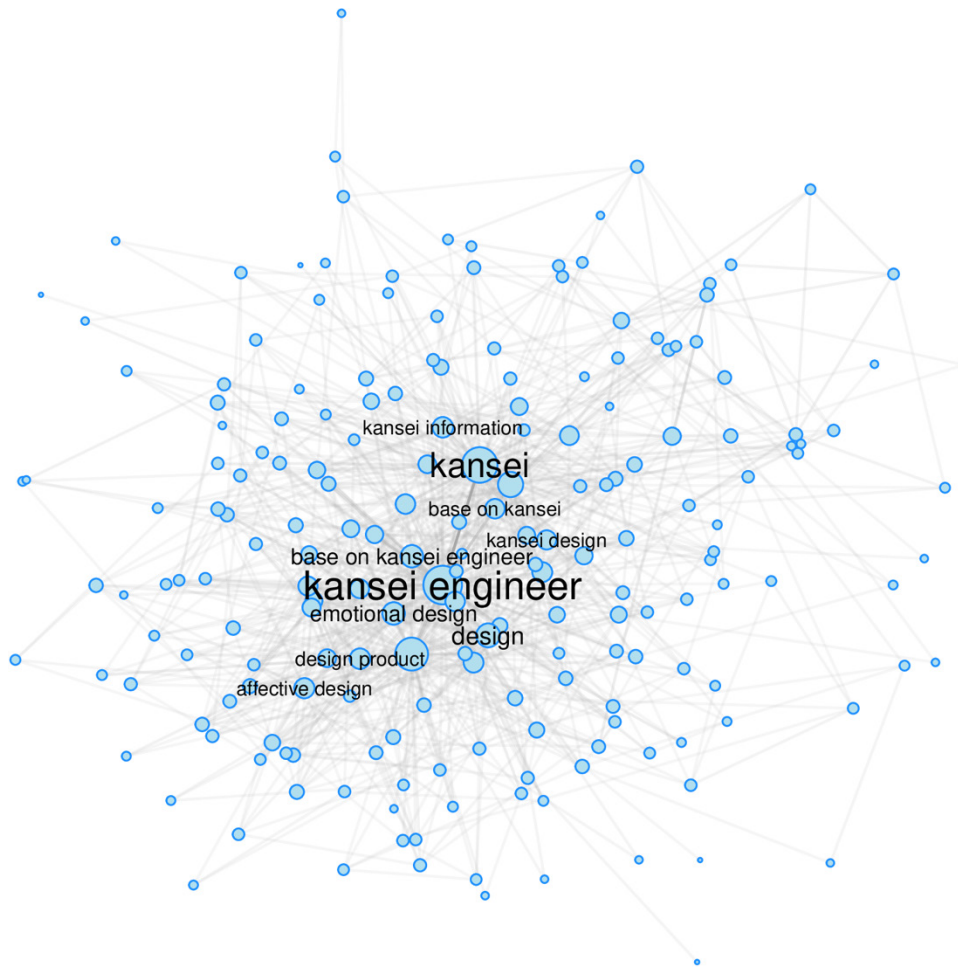 kansei information
kansei
base on kansei
kansei design
base on kansei engineer
kansei engineer
emotional design
design
design product
affective design